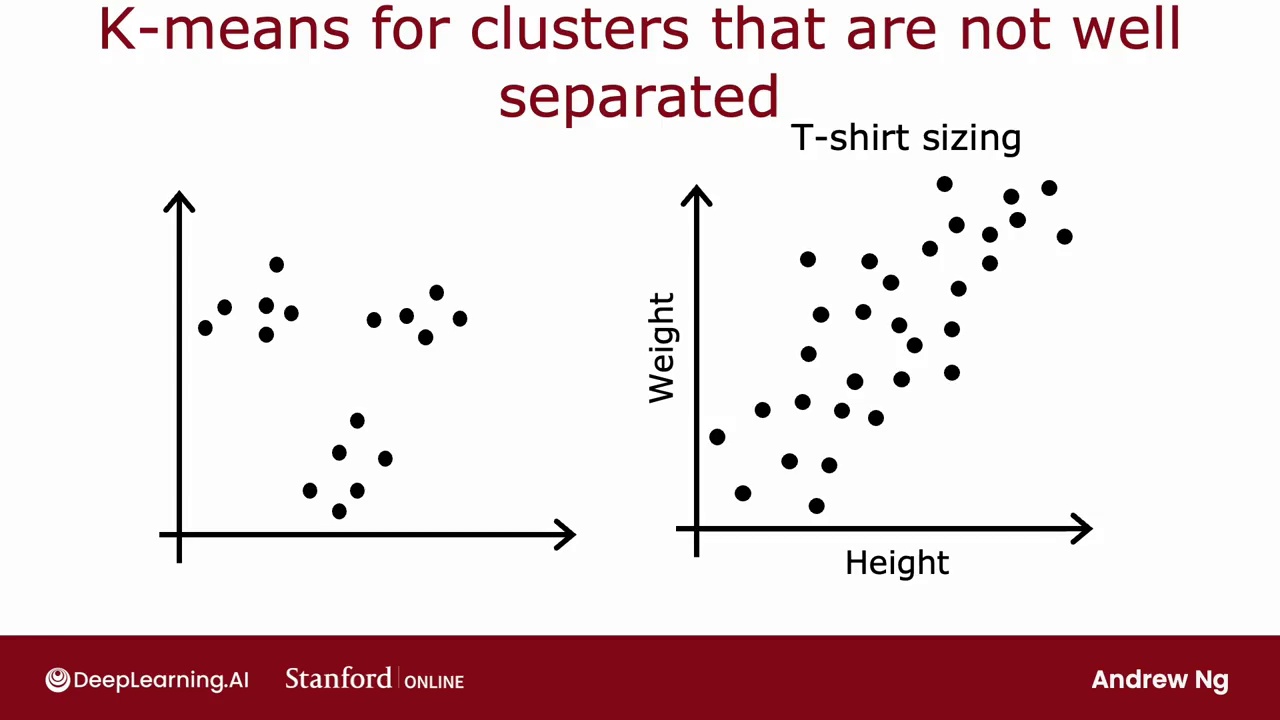 K-means for clusters that are not well
separated
T-shirt sizing
Weight
Height
DeepLearning.AI
Stanford | ONLINE
Andrew Ng